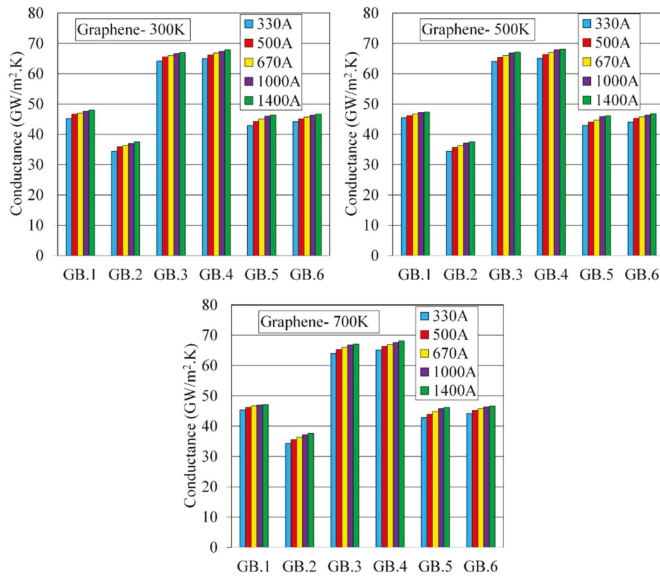 Graphene- 300K
Conductance (GW/m².K)
80
70
60
50
40
30
20
10
0
330A
500A
670A
1000A
1400A
GB.1 GB.2 GB.3 GB.4 GB.5 GB.6
Graphene- 500K
Conductance (GW/m².K)
80
70
60
50
40
30
20
10
0
330A
500A
670A
1000A
1400A
GB.1 GB.2 GB.3 GB.4 GB.5 GB.6
Graphene- 700K
Conductance (GW/m².K)
80
70
60
50
40
30
20
10
0
330A
500A
670A
1000A
1400A
GB.1 GB.2 GB.3 GB.4 GB.5 GB.6